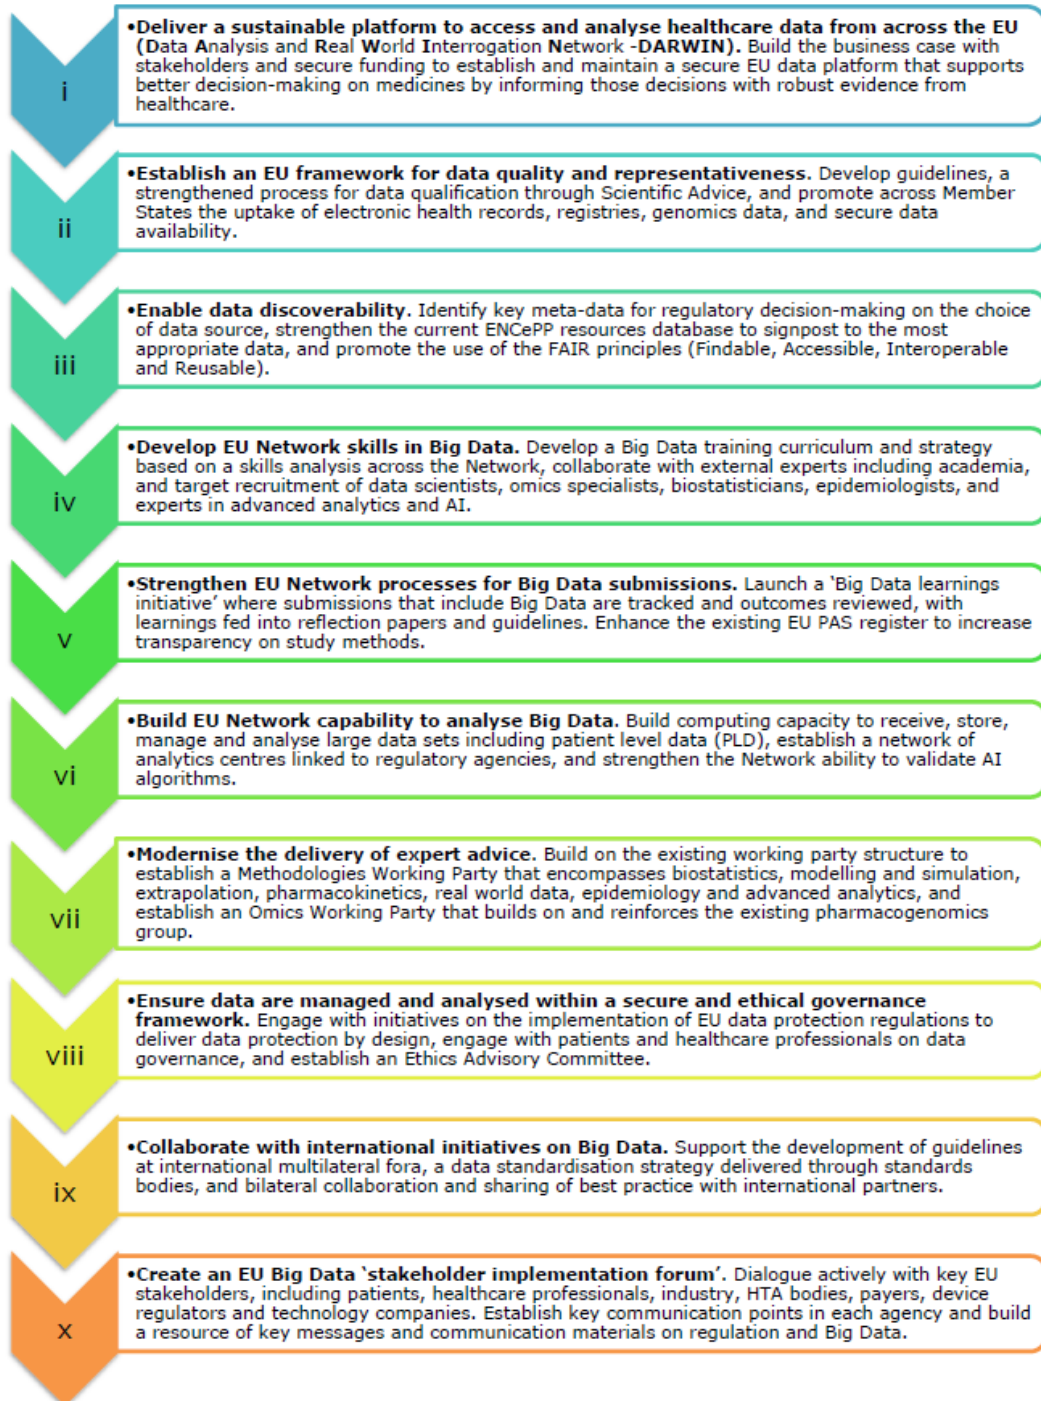 i
•Deliver a sustainable platform to access and analyse healthcare data from across the EU
(Data Analysis and Real World Interrogation Network -DARWIN). Build the business case with
stakeholders and secure funding to establish and maintain a secure EU data platform that supports
better decision-making on medicines by informing those decisions with robust evidence from
healthcare.
ii
•Establish an EU framework for data quality and representativeness. Develop guidelines, a
strengthened process for data qualification through Scientific Advice, and promote across Member
States the uptake of electronic health records, registries, genomics data, and secure data
availability.
iii
•Enable data discoverability. Identify key meta-data for regulatory decision-making on the choice
of data source, strengthen the current ENCePP resources database to signpost to the most
appropriate data, and promote the use of the FAIR principles (Findable, Accessible, Interoperable
and Reusable).
iv
•Develop EU Network skills in Big Data. Develop a Big Data training curriculum and strategy
based on a skills analysis across the Network, collaborate with external experts including academia,
and target recruitment of data scientists, omics specialists, biostatisticians, epidemiologists, and
experts in advanced analytics and AI.
v
•Strengthen EU Network processes for Big Data submissions. Launch a ‘Big Data learnings
initiative’ where submissions that include Big Data are tracked and outcomes reviewed, with
learnings fed into reflection papers and guidelines. Enhance the existing EU PAS register to increase
transparency on study methods.
vi
•Build EU Network capability to analyse Big Data. Build computing capacity to receive, store,
manage and analyse large data sets including patient level data (PLD), establish a network of
analytics centres linked to regulatory agencies, and strengthen the Network ability to validate AI
algorithms.
vii
•Modernise the delivery of expert advice. Build on the existing working party structure to
establish a Methodologies Working Party that encompasses biostatistics, modelling and simulation,
extrapolation, pharmacokinetics, real world data, epidemiology and advanced analytics, and
establish an Omics Working Party that builds on and reinforces the existing pharmacogenomics
group.
viii
•Ensure data are managed and analysed within a secure and ethical governance
framework. Engage with initiatives on the implementation of EU data protection regulations to
deliver data protection by design, engage with patients and healthcare professionals on data
governance, and establish an Ethics Advisory Committee.
ix
•Collaborate with international initiatives on Big Data. Support the development of guidelines
at international multilateral fora, a data standardisation strategy delivered through standards
bodies, and bilateral collaboration and sharing of best practice with international partners.
x
•Create an EU Big Data ‘stakeholder implementation forum’. Dialogue actively with key EU
stakeholders, including patients, healthcare professionals, industry, HTA bodies, payers, device
regulators and technology companies. Establish key communication points in each agency and build
a resource of key messages and communication materials on regulation and Big Data.